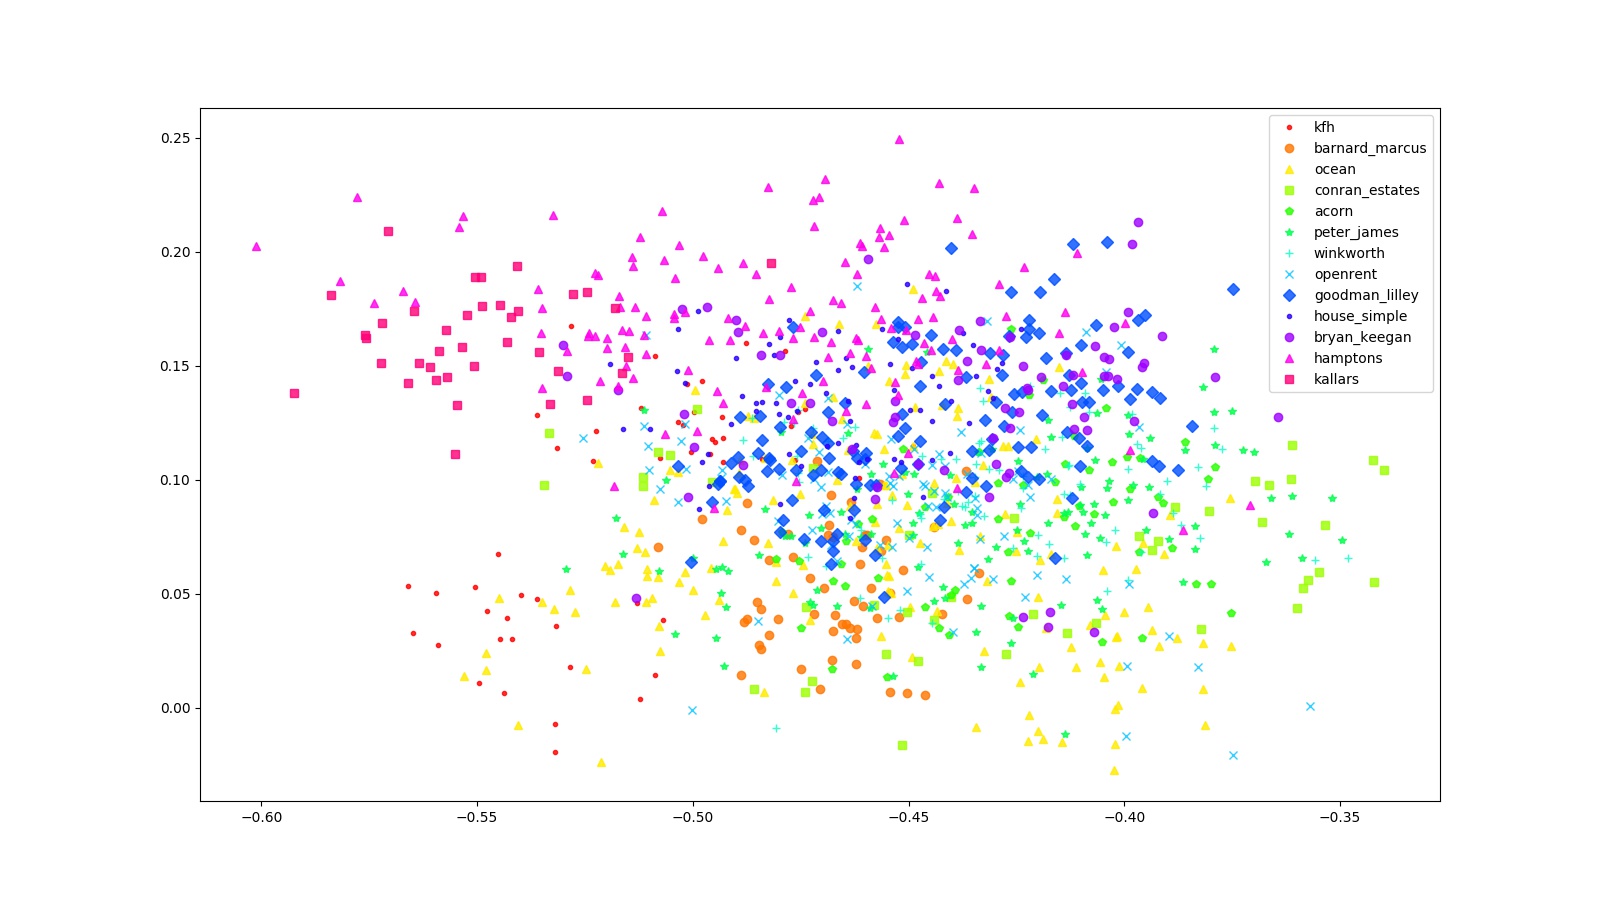 0.25
0.20
0.15
0.10
0.05
0.00
−0.60
−0.55
−0.50
−0.45
−0.40
−0.35
kfh
barnard_marcus
ocean
conran_estates
acorn
peter_james
winkworth
openrent
goodman_lilley
house_simple
bryan_keegan
hamptons
kallars